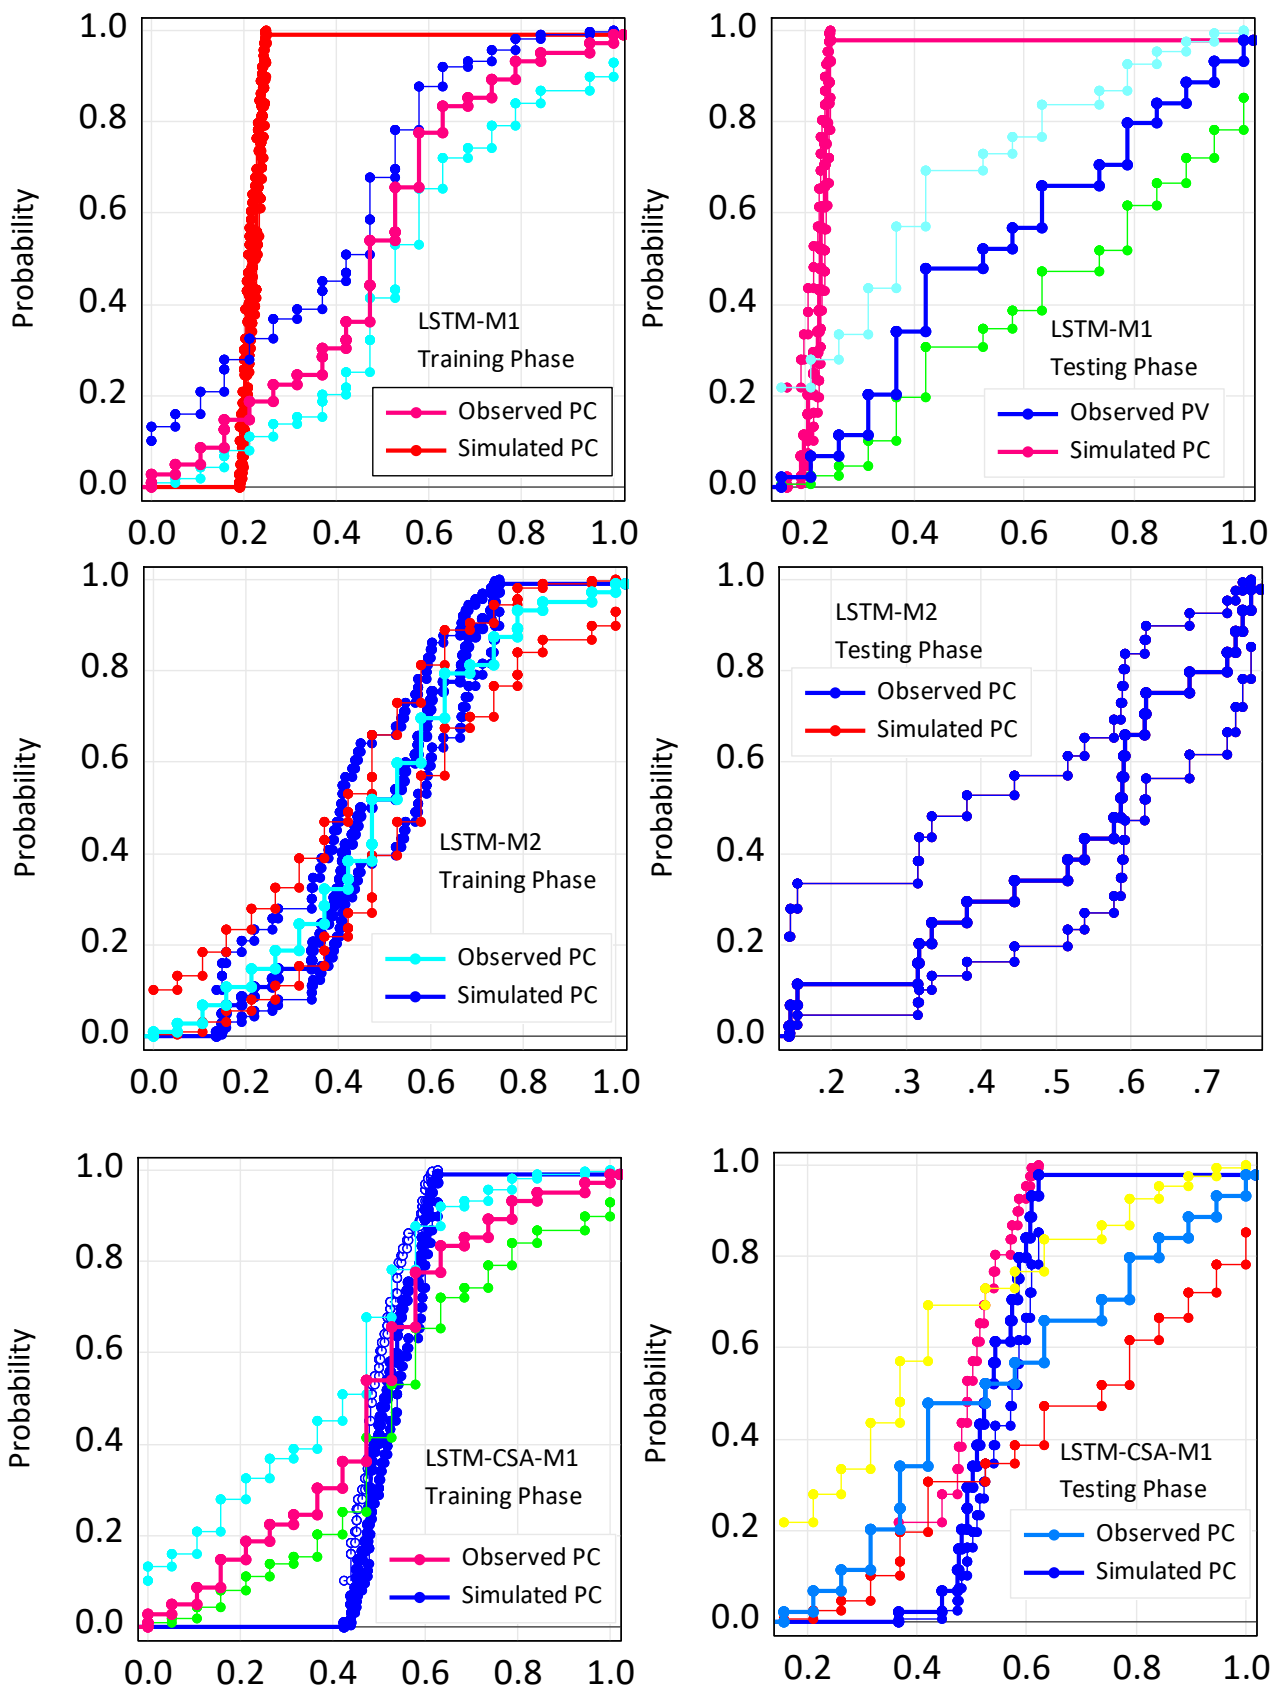 Probability
1.0
0.8
0.6
0.4
0.2
0.0
LSTM-M1
Training Phase
Observed PC
Simulated PC
0.0 0.2 0.4 0.6 0.8 1.0
Probability
1.0
0.8
0.6
0.4
0.2
0.0
LSTM-M1
Testing Phase
Observed PV
Simulated PC
0.2 0.4 0.6 0.8 1.0
Probability
1.0
0.8
0.6
0.4
0.2
0.0
LSTM-M2
Training Phase
Observed PC
Simulated PC
0.0 0.2 0.4 0.6 0.8 1.0
Probability
1.0
0.8
0.6
0.4
0.2
0.0
LSTM-M2
Testing Phase
Observed PC
Simulated PC
.2 .3 .4 .5 .6 .7
Probability
1.0
0.8
0.6
0.4
0.2
0.0
LSTM-CSA-M1
Training Phase
Observed PC
Simulated PC
0.0 0.2 0.4 0.6 0.8 1.0
Probability
1.0
0.8
0.6
0.4
0.2
0.0
LSTM-CSA-M1
Testing Phase
Observed PC
Simulated PC
0.2 0.4 0.6 0.8 1.0